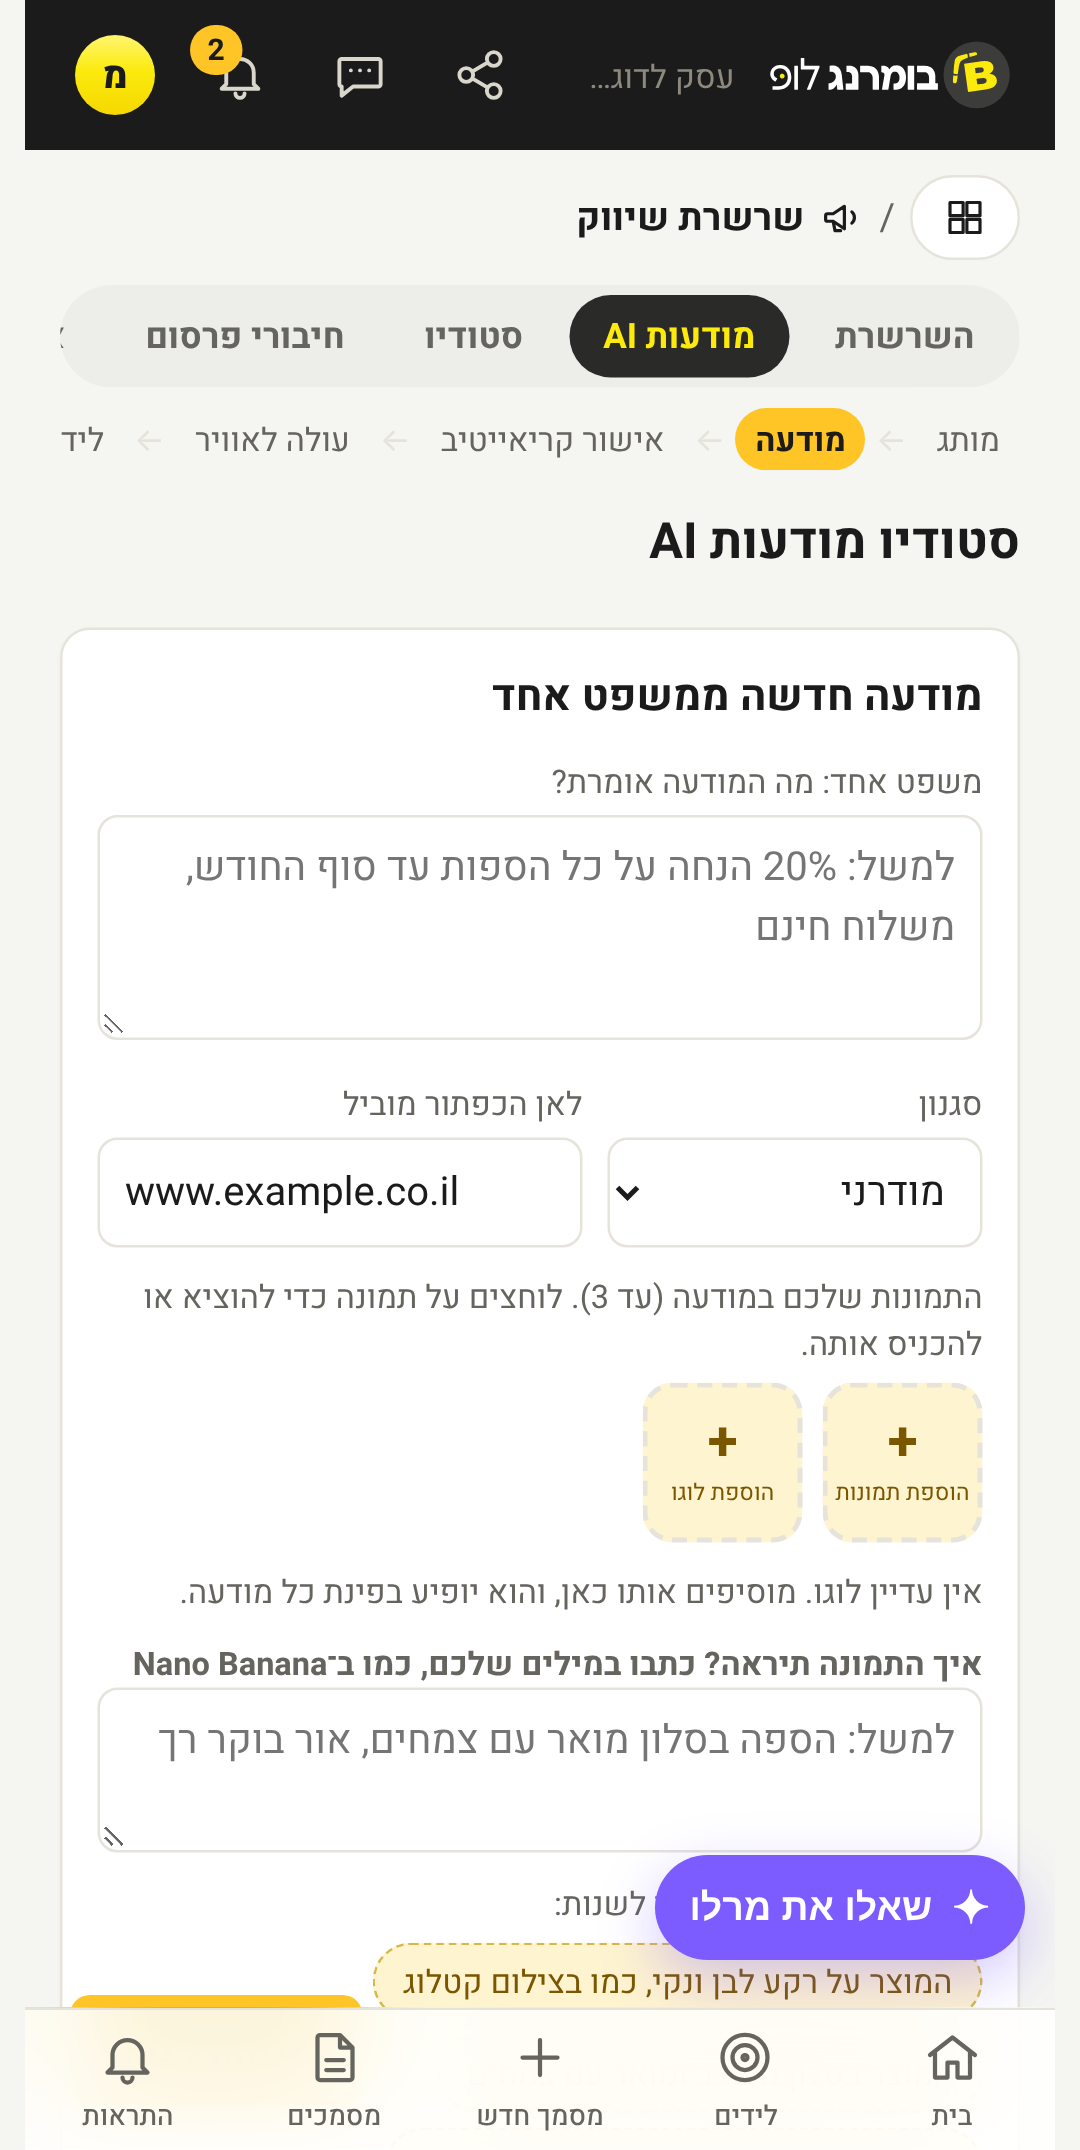 בומרנג לופ
עסק לדוג...
2
מ
/ שרשרת שיווק
השרשרת
מודעות AI
סטודיו
חיבורי פרסום
מותג ← מודעה ← אישור קריאייטיב ← עולה לאוויר ← ליד
סטודיו מודעות AI
מודעה חדשה ממשפט אחד
משפט אחד: מה המודעה אומרת?
למשל: 20% הנחה על כל הספות עד סוף החודש,
משלוח חינם
סגנון
לאן הכפתור מוביל
מודרני
www.example.co.il
התמונות שלכם במודעה (עד 3). לוחצים על תמונה כדי להוציא או
להכניס אותה.
+
הוספת תמונות
+
הוספת לוגו
אין עדיין לוגו. מוסיפים אותו כאן, והוא יופיע בפינת כל מודעה.
איך התמונה תיראה? כתבו במילים שלכם, כמו ב־Nano Banana
למשל: הספה בסלון מואר עם צמחים, אור בוקר רך
לשנות:
שאלו את מרלו
המוצר על רקע לבן ונקי, כמו בצילום קטלוג
בית
לידים
מסמך חדש
מסמכים
התראות